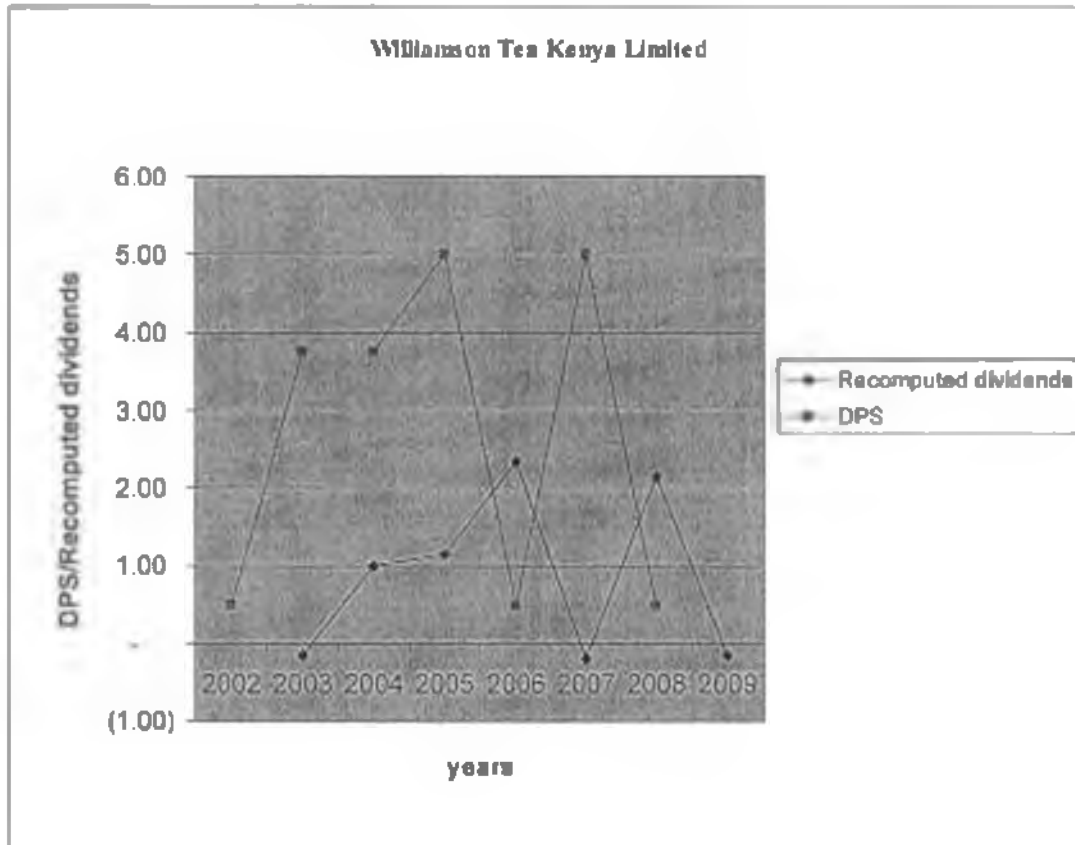 Williamson Tea Kenya Limited
6.00
5.00
4.00
3.00
2.00
1.00
-
(1.00)
DPS/Recomputed dividends
2002 2003 2004 2005 2006 2007 2008 2009
years
Recomputed dividends
DPS